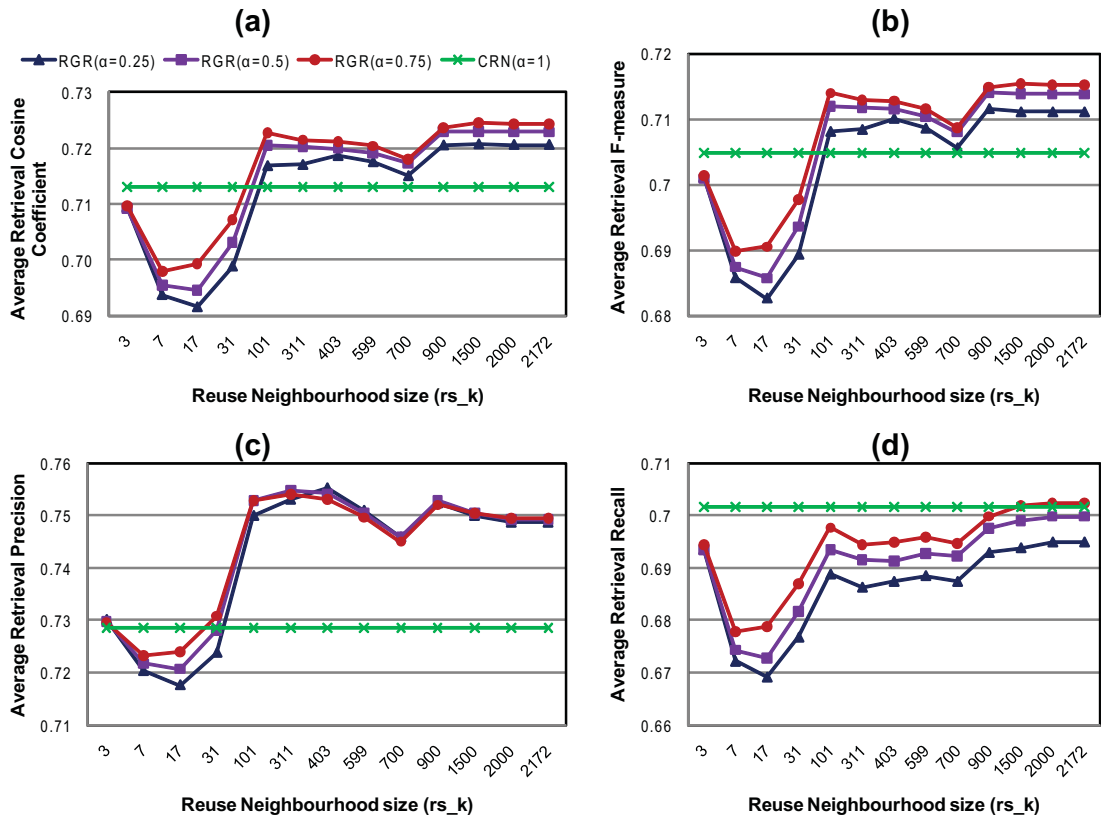 (a)
RGR(α=0.25) RGR(α=0.5) RGR(α=0.75) CRN(α=1)
Average Retrieval Cosine
Coefficient
0.73
0.72
0.71
0.70
0.69
3 7 17 31 101 311 403 599 700 900 1500 2000 2172
Reuse Neighbourhood size (rs_k)
(b)
Average Retrieval F-measure
0.72
0.71
0.7
0.69
0.68
3 7 17 31 101 311 403 599 700 900 1500 2000 2172
Reuse Neighbourhood size (rs_k)
(c)
Average Retrieval Precision
0.76
0.75
0.74
0.73
0.72
0.71
3 7 17 31 101 311 403 599 700 900 1500 2000 2172
Reuse Neighbourhood size (rs_k)
(d)
Average Retrieval Recall
0.71
0.7
0.69
0.68
0.67
0.66
3 7 17 31 101 311 403 599 700 900 1500 2000 2172
Reuse Neighbourhood size (rs_k)